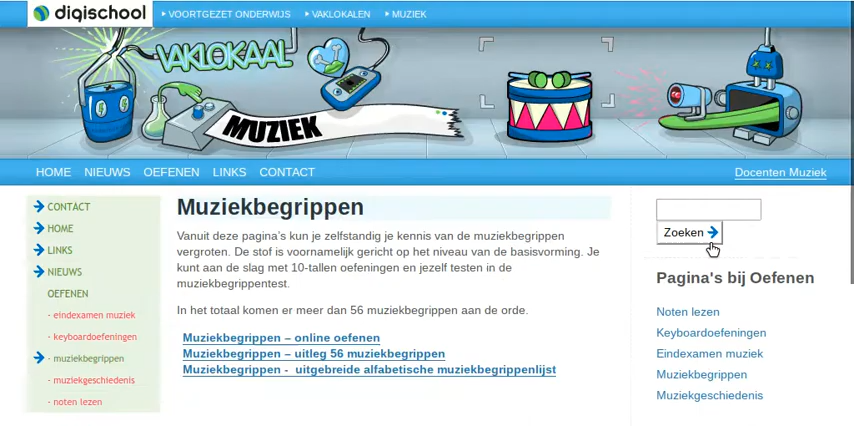 digischool
VOORTGEZET ONDERWIJS VAKLOKALEN MUZIEK
VAKLOKAAL
MUZIEK
HOME NIEUWS OEFENEN LINKS CONTACT
Docenten Muziek
CONTACT
HOME
LINKS
NIEUWS
OEFENEN
- eindexamen muziek
- keyboardoefeningen
- muziekbegrippen
- muziekgeschiedenis
- noten lezen
Muziekbegrippen
Vanuit deze pagina's kun je zelfstandig je kennis van de muziekbegrippen
vergroten. De stof is voornamelijk gericht op het niveau van de basisvorming. Je
kunt aan de slag met 10-tallen oefeningen en jezelf testen in de
muziekbegrippentest.
In het totaal komen er meer dan 56 muziekbegrippen aan de orde.
Muziekbegrippen – online oefenen
Muziekbegrippen – uitleg 56 muziekbegrippen
Muziekbegrippen - uitgebreide alfabetische muziekbegrippenlijst
Zoeken
Pagina's bij Oefenen
Noten lezen
Keyboardoefeningen
Eindexamen muziek
Muziekbegrippen
Muziekgeschiedenis